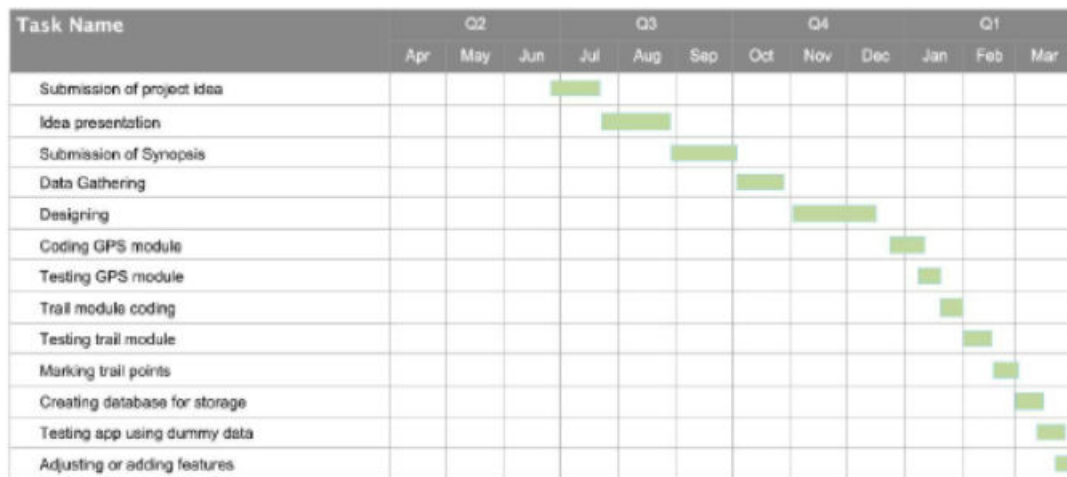 Task Name Q2 Q3 Q4 Q1
Apr May Jun Jul Aug Sep Oct Nov Dec Jan Feb Mar
Submission of project idea
Idea presentation
Submission of Synopsis
Data Gathering
Designing
Coding GPS module
Testing GPS module
Trail module coding
Testing trail module
Marking trail points
Creating database for storage
Testing app using dummy data
Adjusting or adding features